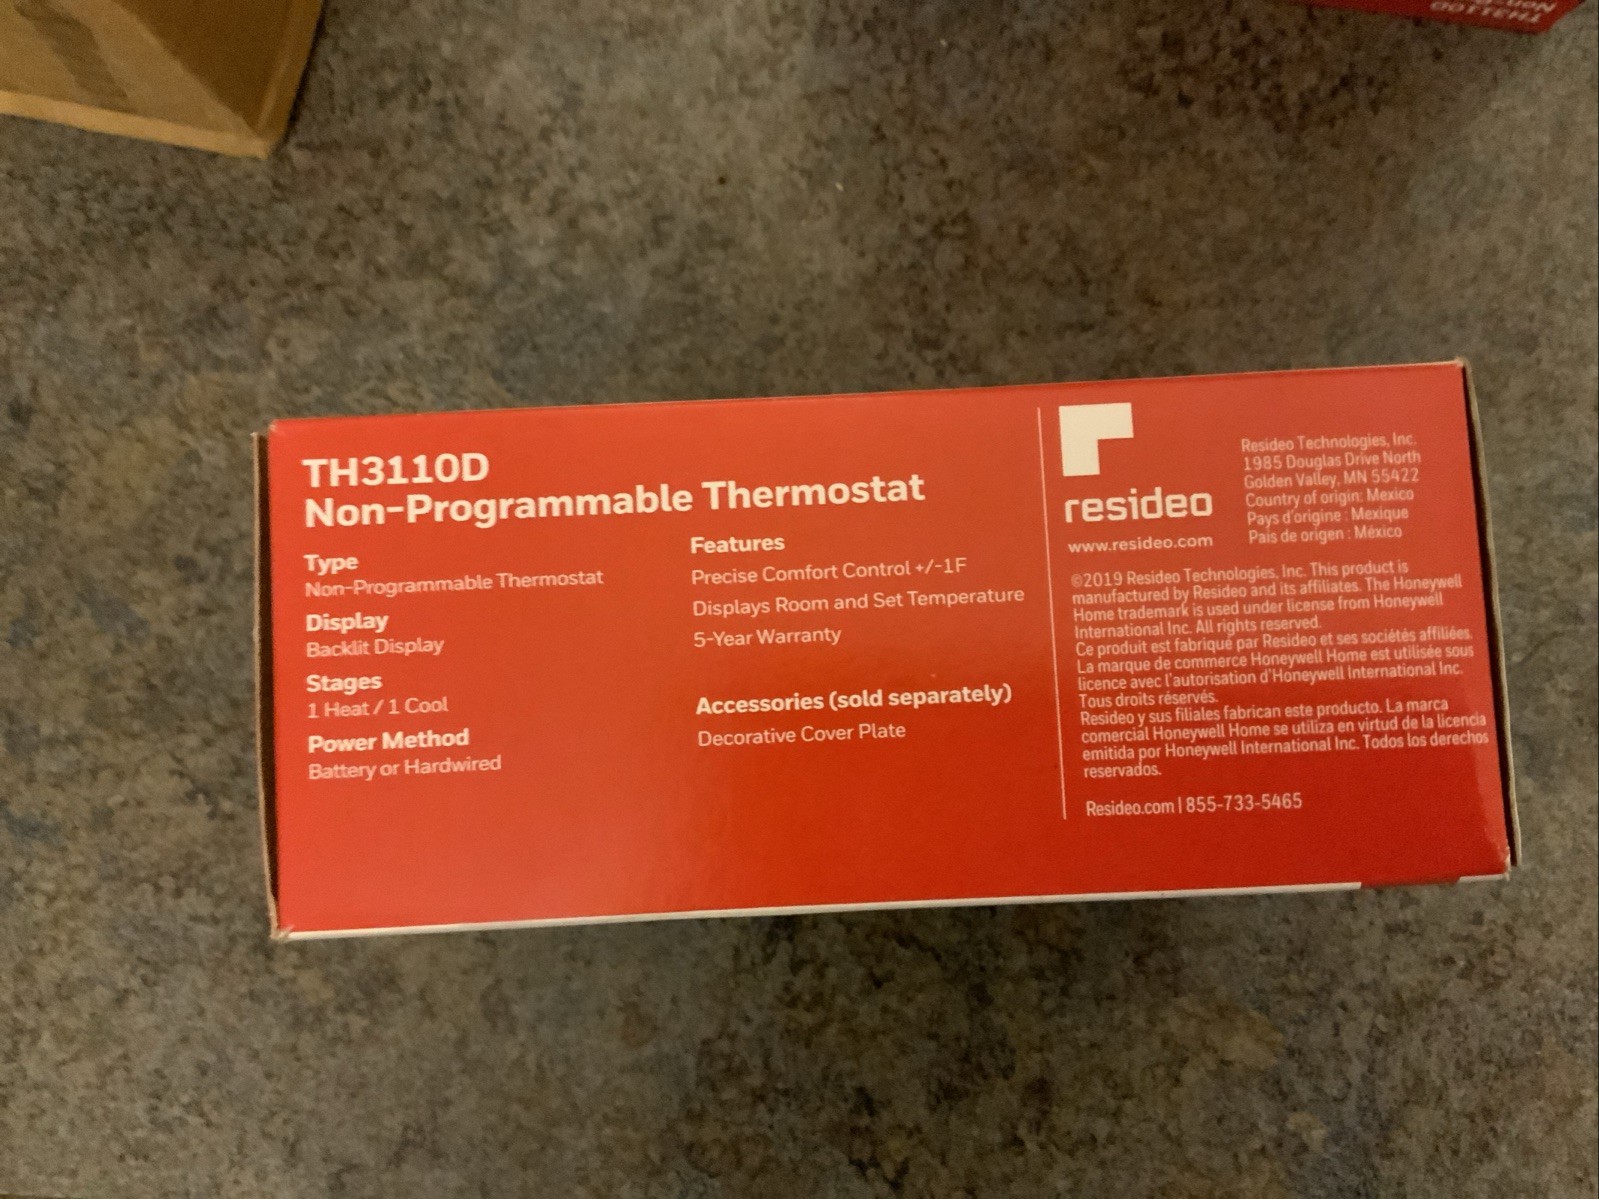 TH3110D
Non-Programmable Thermostat
Type
Non-Programmable Thermostat
Display
Backlit Display
Stages
1 Heat / 1 Cool
Power Method
Battery or Hardwired
Features
Precise Comfort Control +/-1F
Displays Room and Set Temperature
5-Year Warranty
Accessories (sold separately)
Decorative Cover Plate
resideo
www.resideo.com
Resideo Technologies, Inc.
1985 Douglas Drive North
Golden Valley, MN 55422
Country of origin: Mexico
Pays d'origine : Mexique
País de origen : México
©2019 Resideo Technologies, Inc. This product is
manufactured by Resideo and its affiliates. The Honeywell
Home trademark is used under license from Honeywell
International Inc. All rights reserved.
Ce produit est fabriqué par Resideo et ses sociétés affiliées.
La marque de commerce Honeywell Home est utilisée sous
licence avec l'autorisation d'Honeywell International Inc.
Tous droits réservés.
Resideo y sus filiales fabrican este producto. La marca
comercial Honeywell Home se utiliza en virtud de la licencia
emitida por Honeywell International Inc. Todos los derechos
reservados.
Resideo.com | 855-733-5465